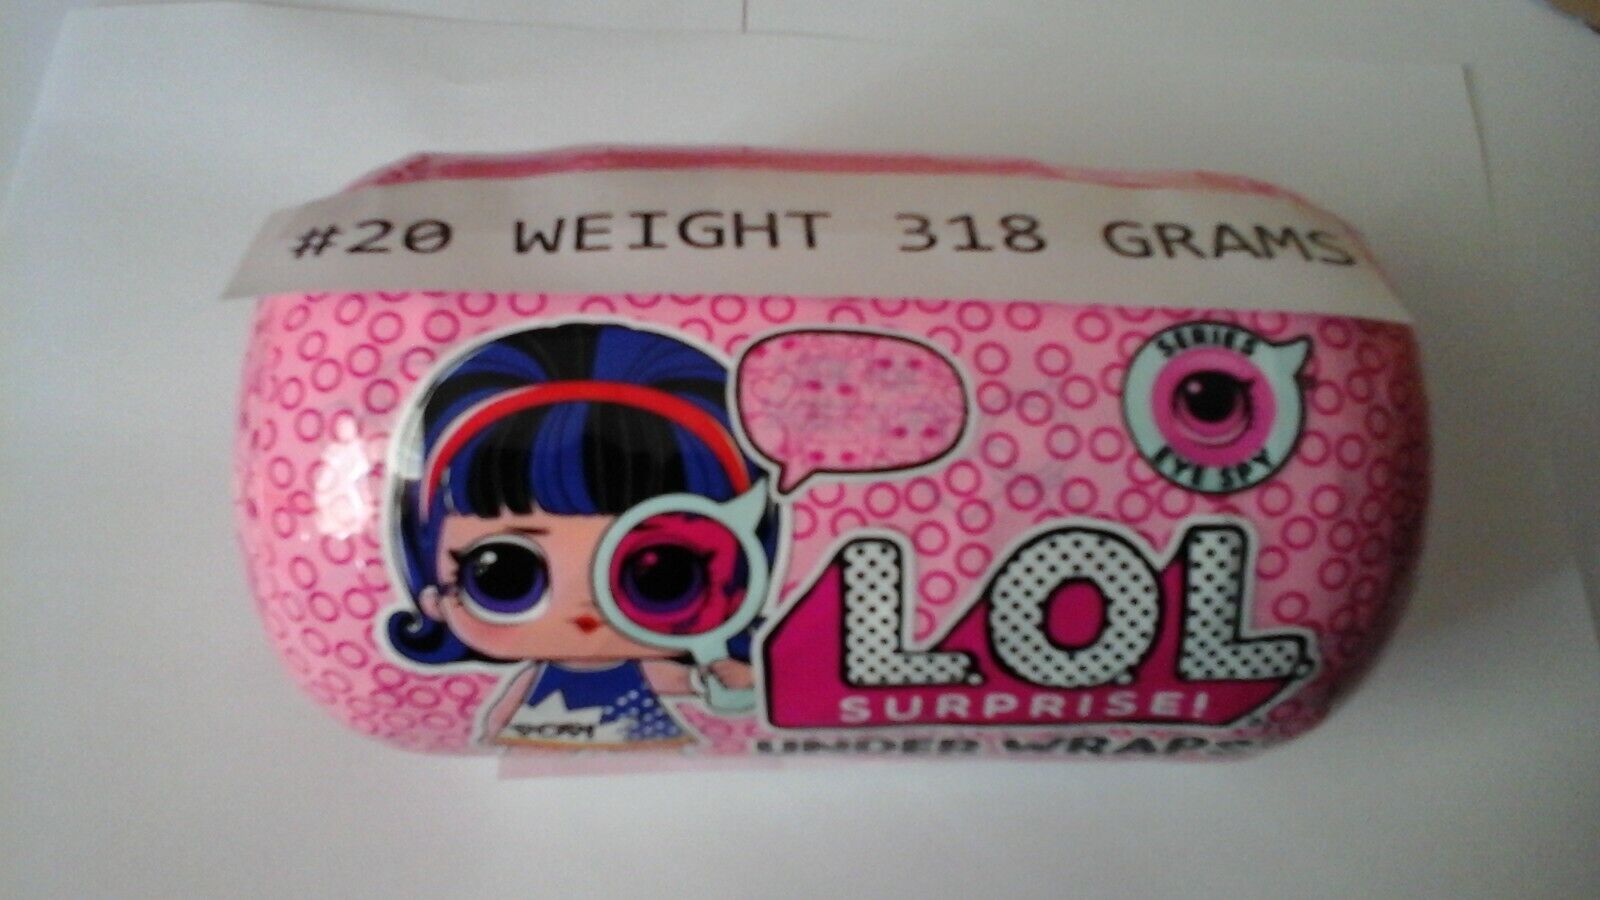 #20 WEIGHT 318 GRAMS
SERIES
EYE SPY
L.O.L.
SURPRISE!
UNDER WRAPS